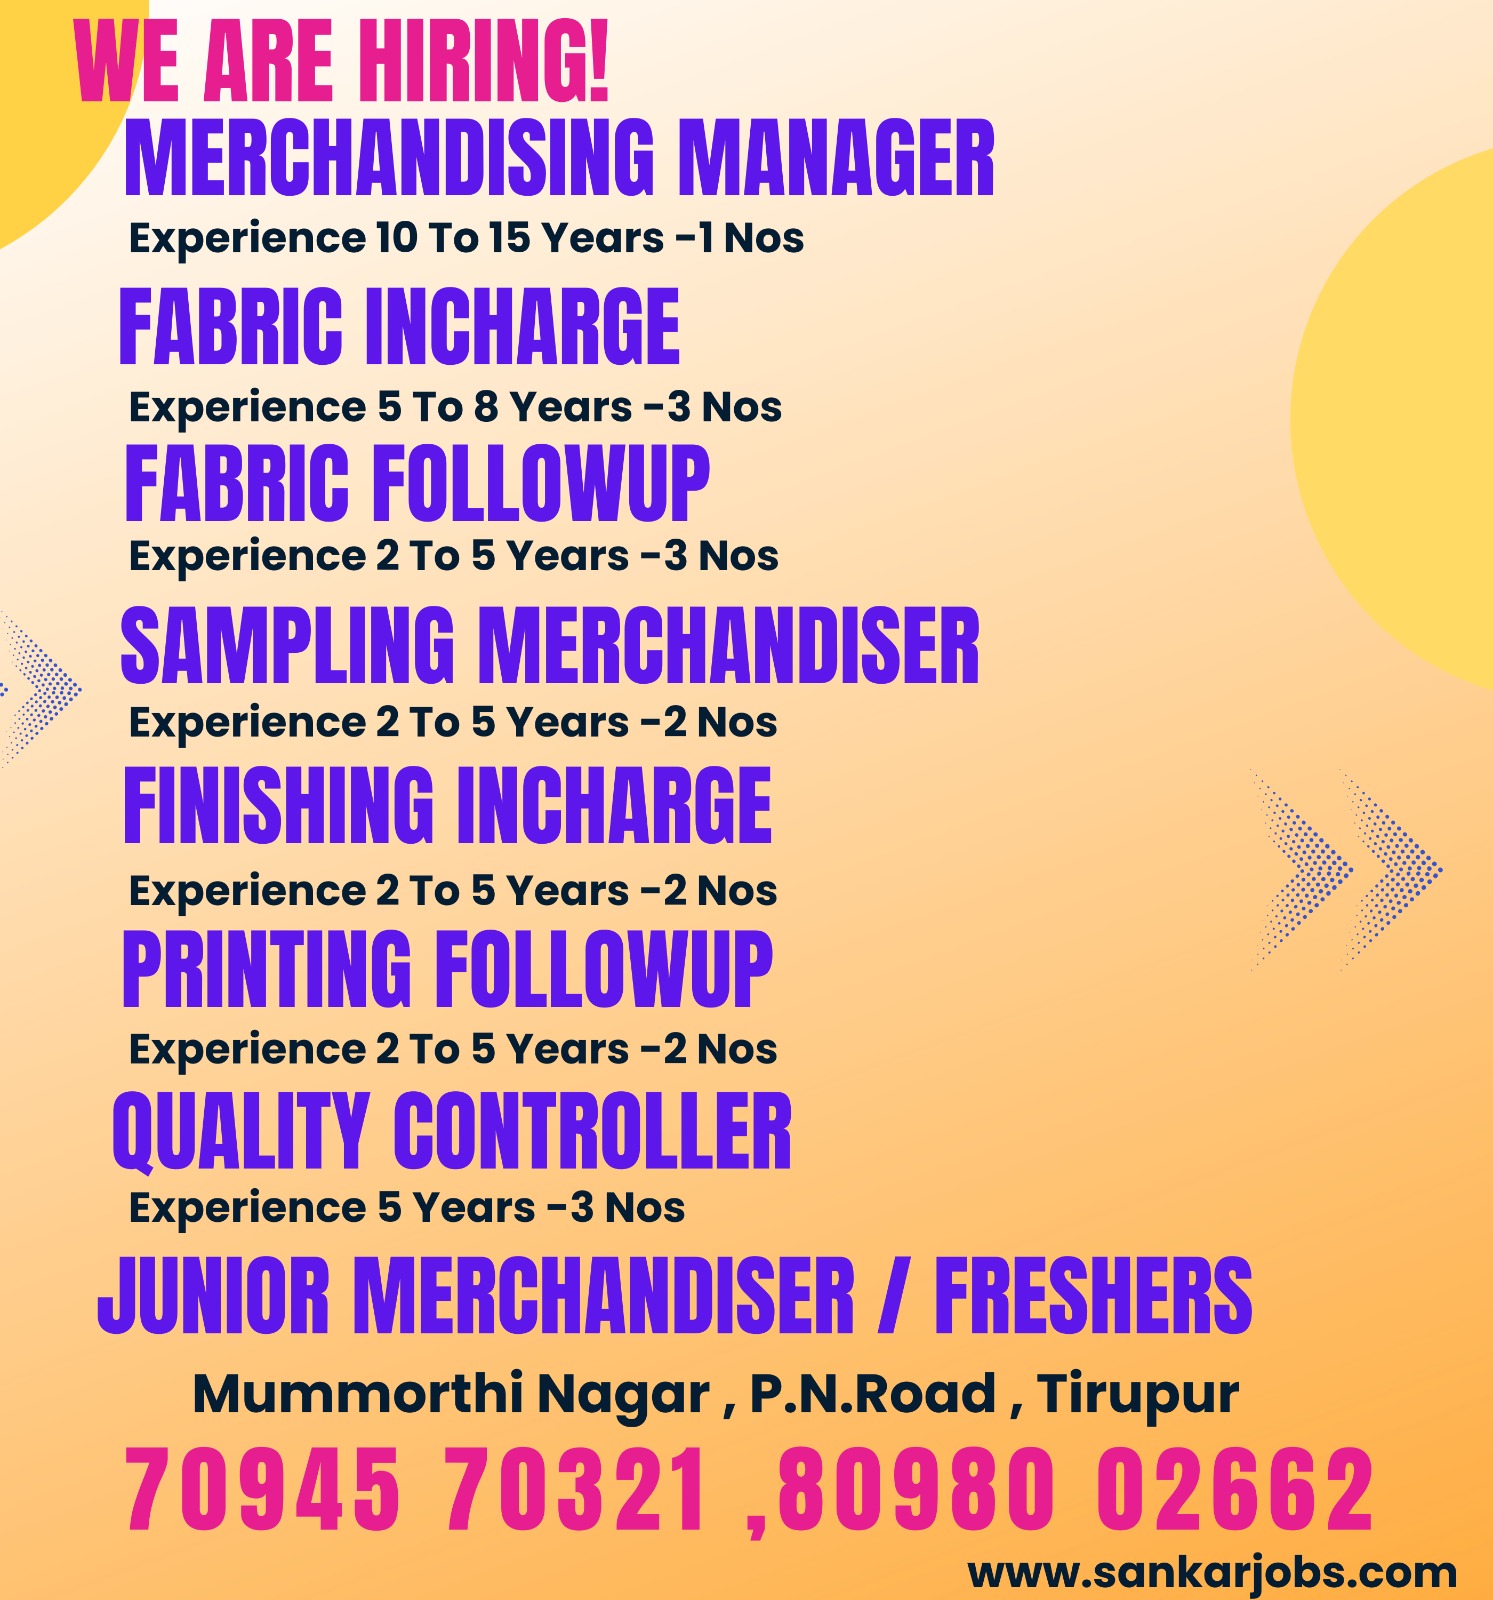 WE ARE HIRING!
MERCHANDISING MANAGER
Experience 10 To 15 Years -1 Nos
FABRIC INCHARGE
Experience 5 To 8 Years -3 Nos
FABRIC FOLLOWUP
Experience 2 To 5 Years -3 Nos
SAMPLING MERCHANDISER
Experience 2 To 5 Years -2 Nos
FINISHING INCHARGE
Experience 2 To 5 Years -2 Nos
PRINTING FOLLOWUP
Experience 2 To 5 Years -2 Nos
QUALITY CONTROLLER
Experience 5 Years -3 Nos
JUNIOR MERCHANDISER / FRESHERS
Mummorthi Nagar , P.N.Road , Tirupur
70945 70321 ,80980 02662
www.sankarjobs.com